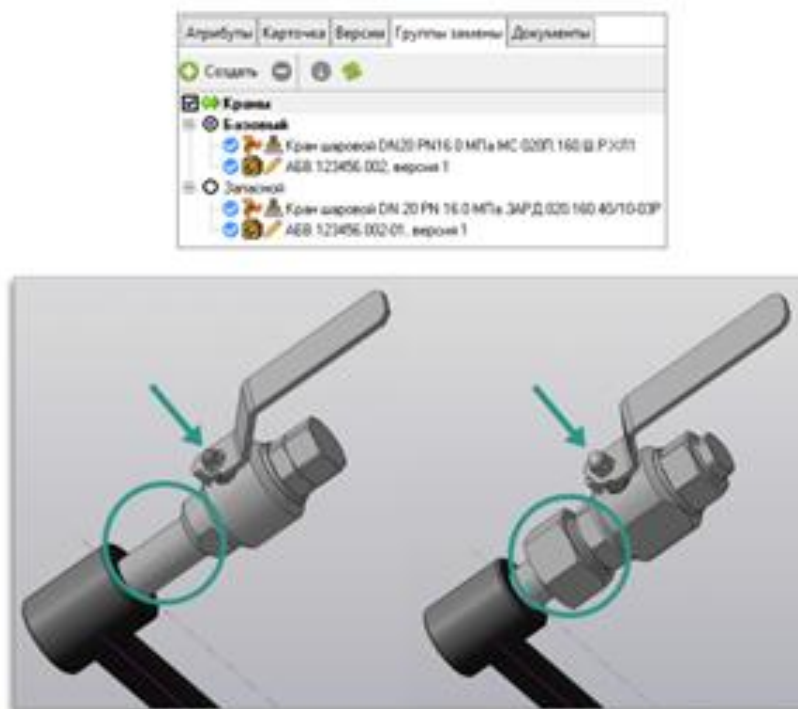 Атрибуты Карточка Версии Группы замены Документы
Создать
Краны
Базовый
Кран шаровой DN20 PN16.0 МПа МС 020П.160.Ш.Р.ХЛ1
АБВ.123456.002, версия 1
Запасной
Кран шаровой DN 20 PN 16.0 МПа ЗАРД.020.160.40/10-03Р
АБВ.123456.002-01, версия 1